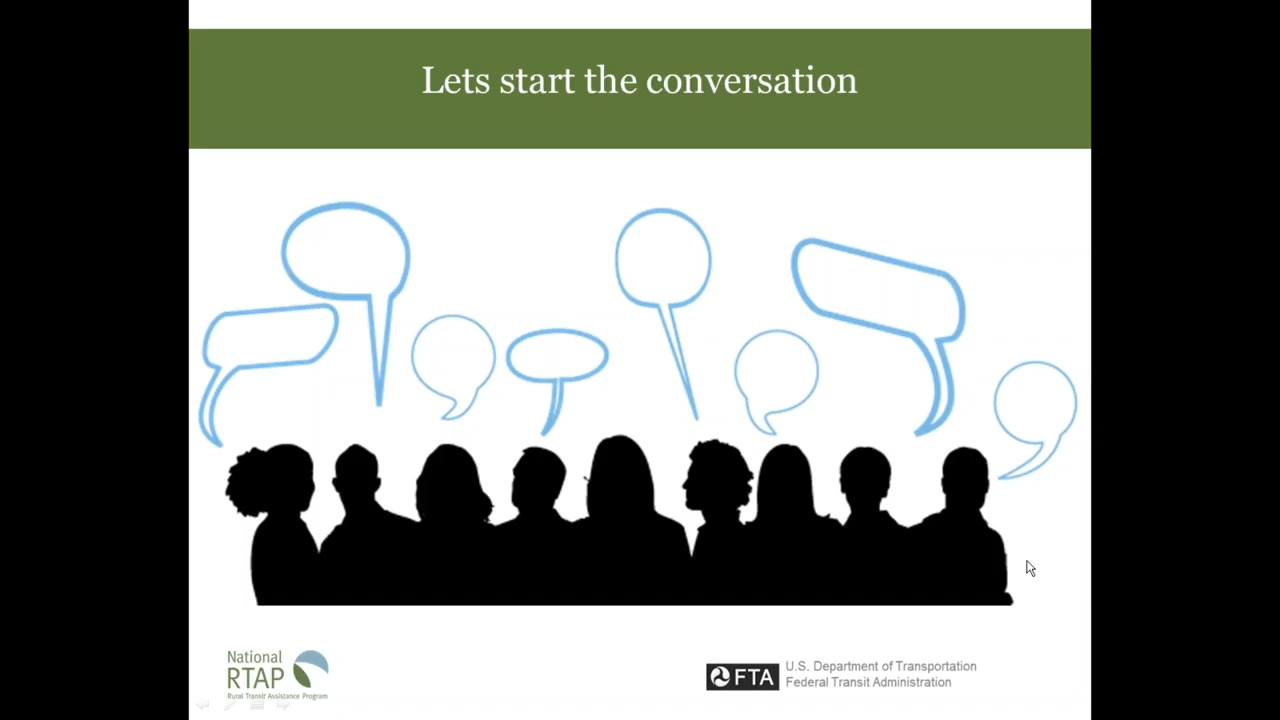 Lets start the conversation
National
RTAP
Rural Transit Assistance Program
FTA
U.S. Department of Transportation
Federal Transit Administration